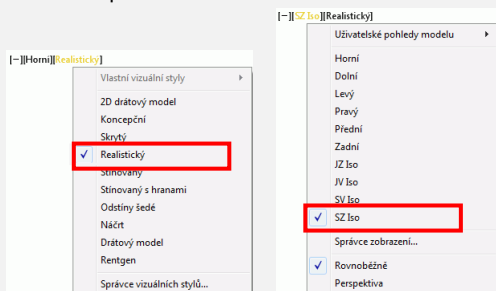 [−][Horní][Realistický]
Vlastní vizuální styly
2D drátový model
Koncepční
Skrytý
Realistický
Stínovaný
Stínovaný s hranami
Odstíny šedé
Náčrt
Drátový model
Rentgen
Správce vizuálních stylů...
[−][SZ Iso][Realistický]
Uživatelské pohledy modelu
Horní
Dolní
Levý
Pravý
Přední
Zadní
JZ Iso
JV Iso
SV Iso
SZ Iso
Správce zobrazení...
Rovnoběžné
Perspektiva